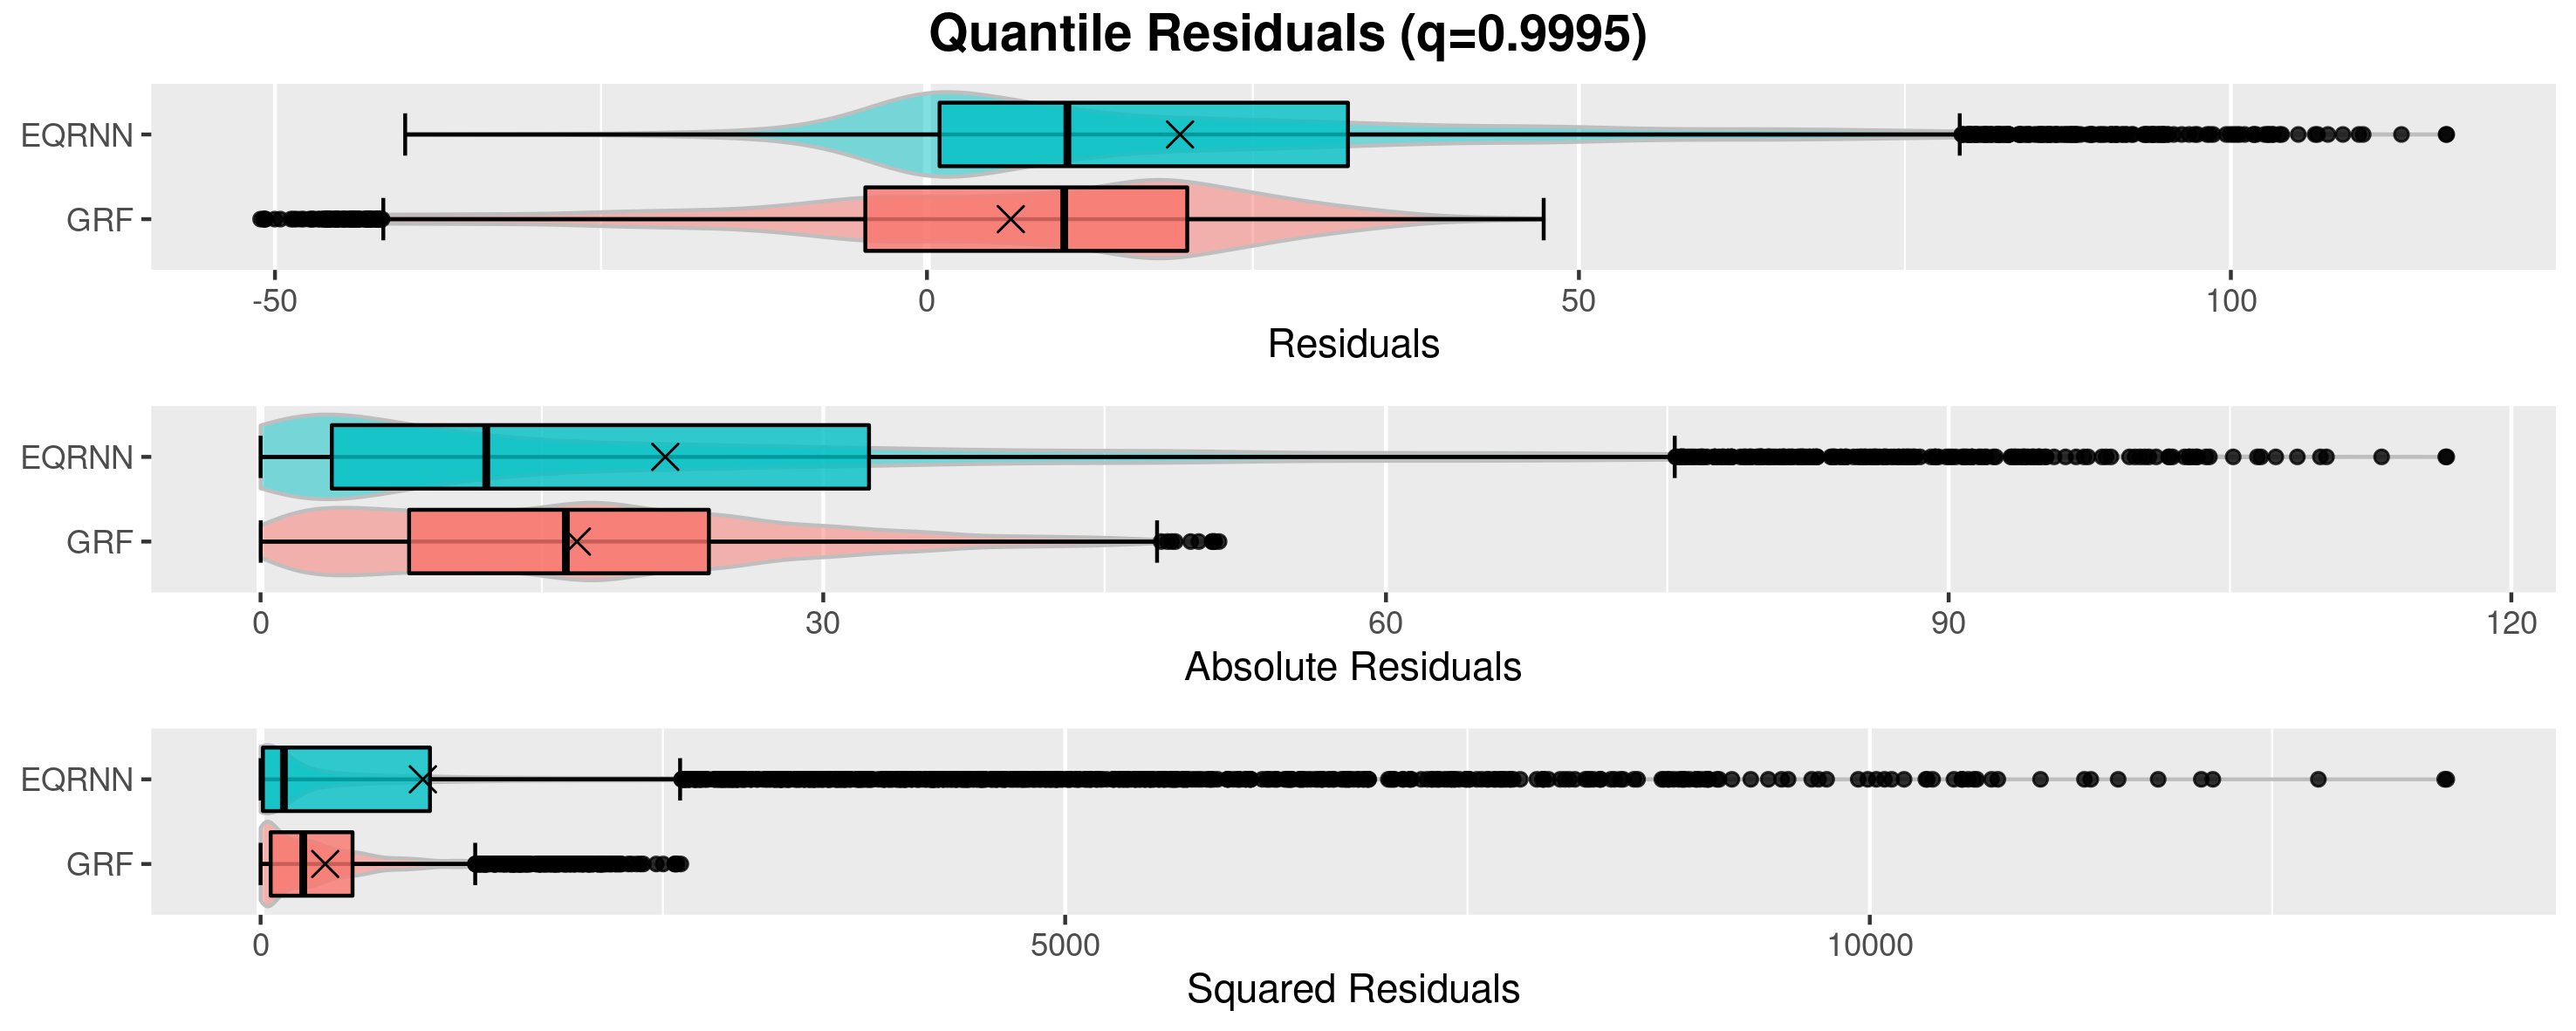 Quantile Residuals (q=0.9995)
EQRNN
GRF
-50 0 50 100
Residuals
EQRNN
GRF
0 30 60 90 120
Absolute Residuals
EQRNN
GRF
0 5000 10000
Squared Residuals